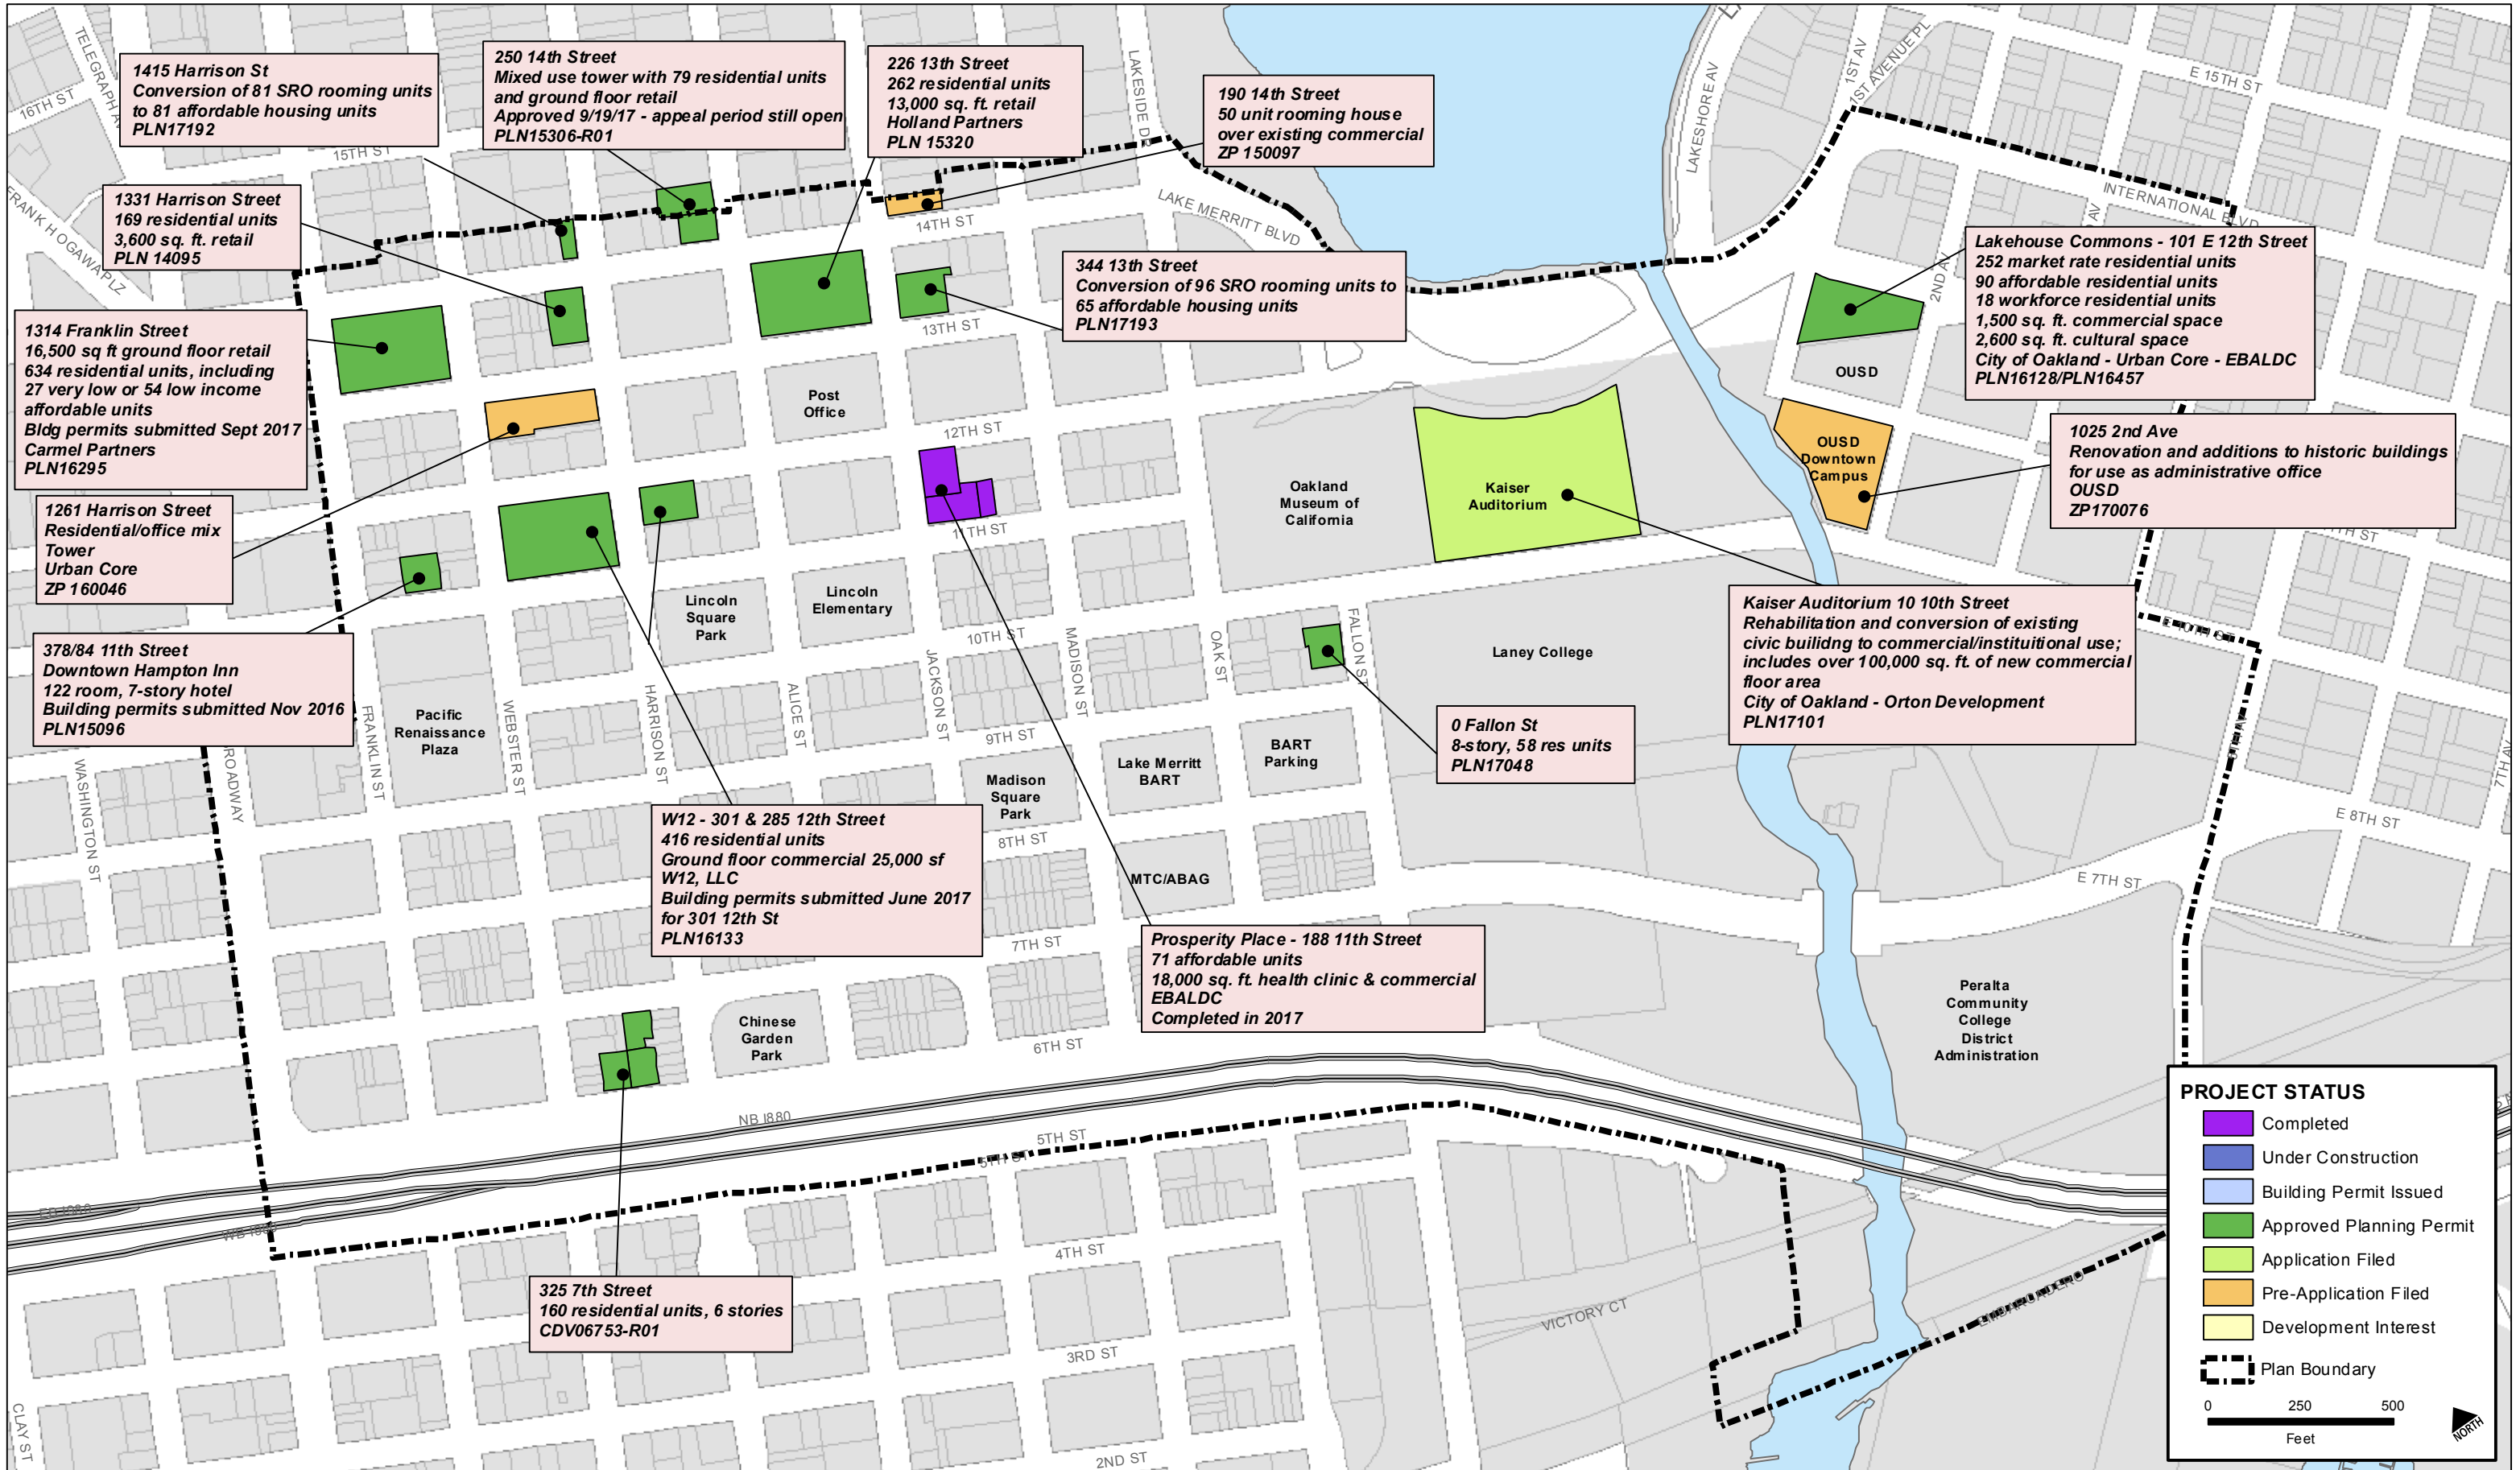 1415 Harrison St
Conversion of 81 SRO rooming units
to 81 affordable housing units
PLN17192
250 14th Street
Mixed use tower with 79 residential units
and ground floor retail
Approved 9/19/17 - appeal period still open
PLN15306-R01
226 13th Street
262 residential units
13,000 sq. ft. retail
Holland Partners
PLN 15320
190 14th Street
50 unit rooming house
over existing commercial
ZP 150097
1331 Harrison Street
169 residential units
3,600 sq. ft. retail
PLN 14095
344 13th Street
Conversion of 96 SRO rooming units to
65 affordable housing units
PLN17193
Lakehouse Commons - 101 E 12th Street
252 market rate residential units
90 affordable residential units
18 workforce residential units
1,500 sq. ft. commercial space
2,600 sq. ft. cultural space
City of Oakland - Urban Core - EBALDC
PLN16128/PLN16457
1314 Franklin Street
16,500 sq ft ground floor retail
634 residential units, including
27 very low or 54 low income
affordable units
Bldg permits submitted Sept 2017
Carmel Partners
PLN16295
1025 2nd Ave
Renovation and additions to historic buildings
for use as administrative office
OUSD
ZP170076
1261 Harrison Street
Residential/office mix
Tower
Urban Core
ZP 160046
Kaiser Auditorium 10 10th Street
Rehabilitation and conversion of existing
civic builidng to commercial/instituitional use;
includes over 100,000 sq. ft. of new commercial
floor area
City of Oakland - Orton Development
PLN17101
378/84 11th Street
Downtown Hampton Inn
122 room, 7-story hotel
Building permits submitted Nov 2016
PLN15096
0 Fallon St
8-story, 58 res units
PLN17048
W12 - 301 & 285 12th Street
416 residential units
Ground floor commercial 25,000 sf
W12, LLC
Building permits submitted June 2017
for 301 12th St
PLN16133
Prosperity Place - 188 11th Street
71 affordable units
18,000 sq. ft. health clinic & commercial
EBALDC
Completed in 2017
325 7th Street
160 residential units, 6 stories
CDV06753-R01
Post
Office
Oakland
Museum of
California
Kaiser
Auditorium
OUSD
OUSD
Downtown
Campus
Lincoln
Square
Park
Lincoln
Elementary
Laney College
Pacific
Renaissance
Plaza
Madison
Square
Park
Lake Merritt
BART
BART
Parking
MTC/ABAG
Chinese
Garden
Park
Peralta
Community
College
District
Administration
16TH ST
15TH ST
FRANK H OGAWA PLZ
LAKESIDE D
14TH ST
LAKE MERRITT BLVD
LAKESHORE AV
1ST AV
1ST AVENUE PL
E 15TH ST
INTERNATIONAL BLVD
2ND AV
13TH ST
12TH ST
11TH ST
10TH ST
9TH ST
8TH ST
7TH ST
6TH ST
5TH ST
5TH ST
4TH ST
3RD ST
2ND ST
E 10TH ST
E 8TH ST
E 7TH ST
7TH AV
WASHINGTON ST
FRANKLIN ST
WEBSTER ST
HARRISON ST
ALICE ST
JACKSON ST
MADISON ST
OAK ST
FALLON ST
CLAY ST
NB I880
VICTORY CT
EMBARCADERO
PROJECT STATUS
Completed
Under Construction
Building Permit Issued
Approved Planning Permit
Application Filed
Pre-Application Filed
Development Interest
Plan Boundary
0 250 500
Feet
NORTH